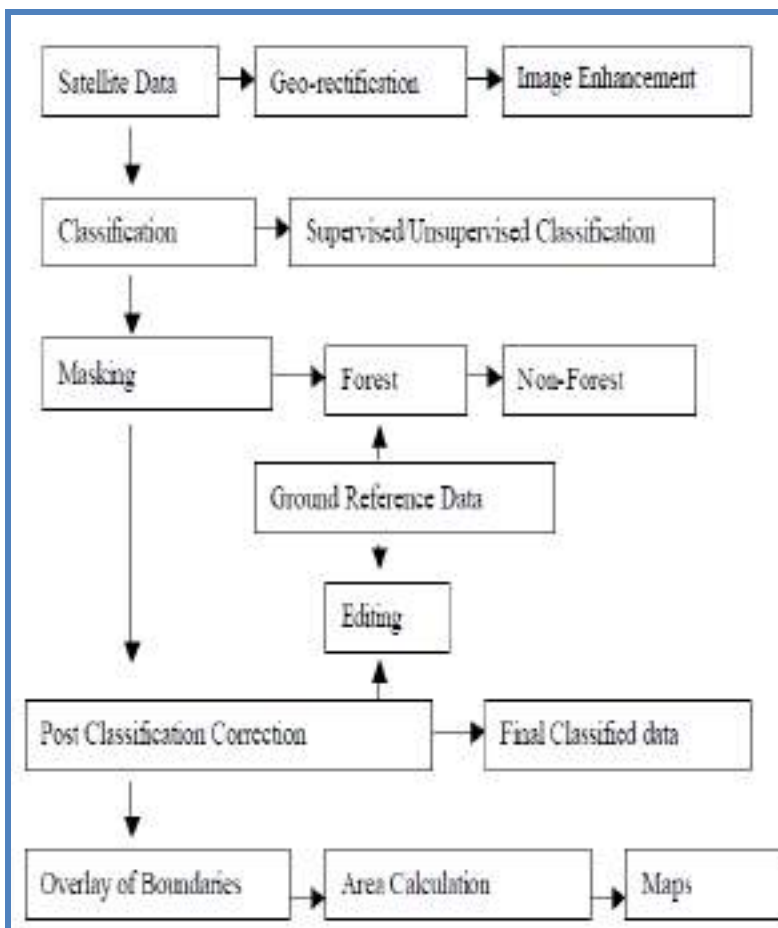 Satellite Data
Geo-rectification
Image Enhancement
Classification
Supervised/Unsupervised Classification
Masking
Forest
Non-Forest
Ground Reference Data
Editing
Post Classification Correction
Final Classified data
Overlay of Boundaries
Area Calculation
Maps